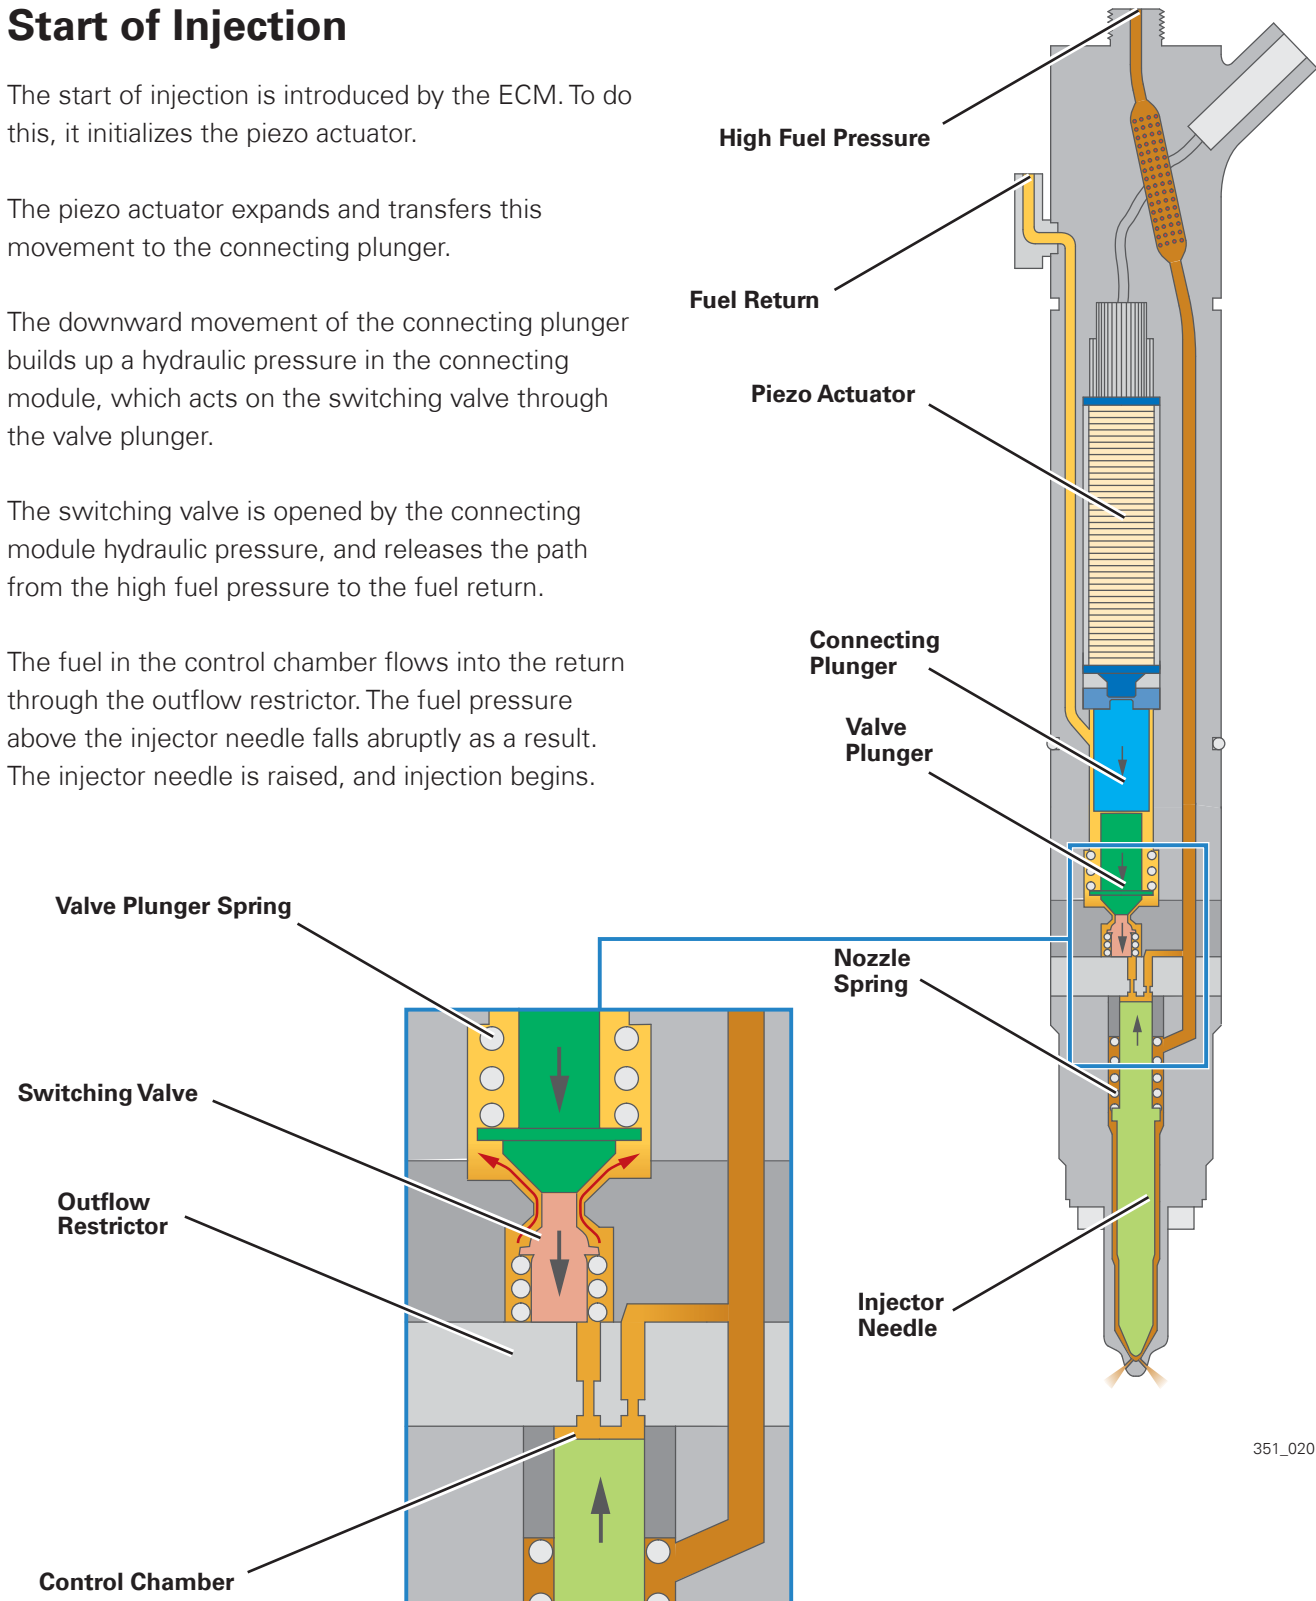 Start of Injection
The start of injection is introduced by the ECM. To do
this, it initializes the piezo actuator.
The piezo actuator expands and transfers this
movement to the connecting plunger.
The downward movement of the connecting plunger
builds up a hydraulic pressure in the connecting
module, which acts on the switching valve through
the valve plunger.
The switching valve is opened by the connecting
module hydraulic pressure, and releases the path
from the high fuel pressure to the fuel return.
The fuel in the control chamber flows into the return
through the outflow restrictor. The fuel pressure
above the injector needle falls abruptly as a result.
The injector needle is raised, and injection begins.
High Fuel Pressure
Fuel Return
Piezo Actuator
Connecting
Plunger
Valve
Plunger
Valve Plunger Spring
Nozzle
Spring
Switching Valve
Outflow
Restrictor
Injector
Needle
351_020
Control Chamber